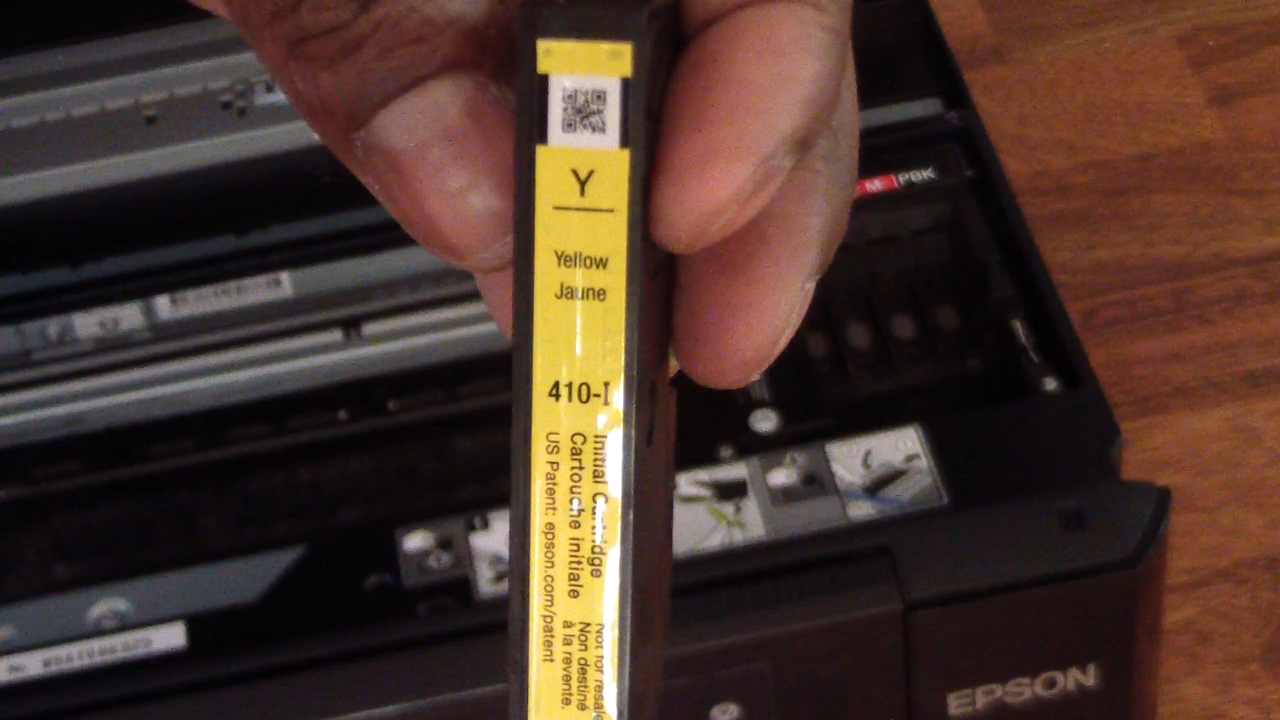 Y
Yellow
Jaune
410-I
Initial Cartridge
Cartouche initiale
US Patent: epson.com/patent
Not for resale
Non destiné
à la revente.
M PBK
EPSON